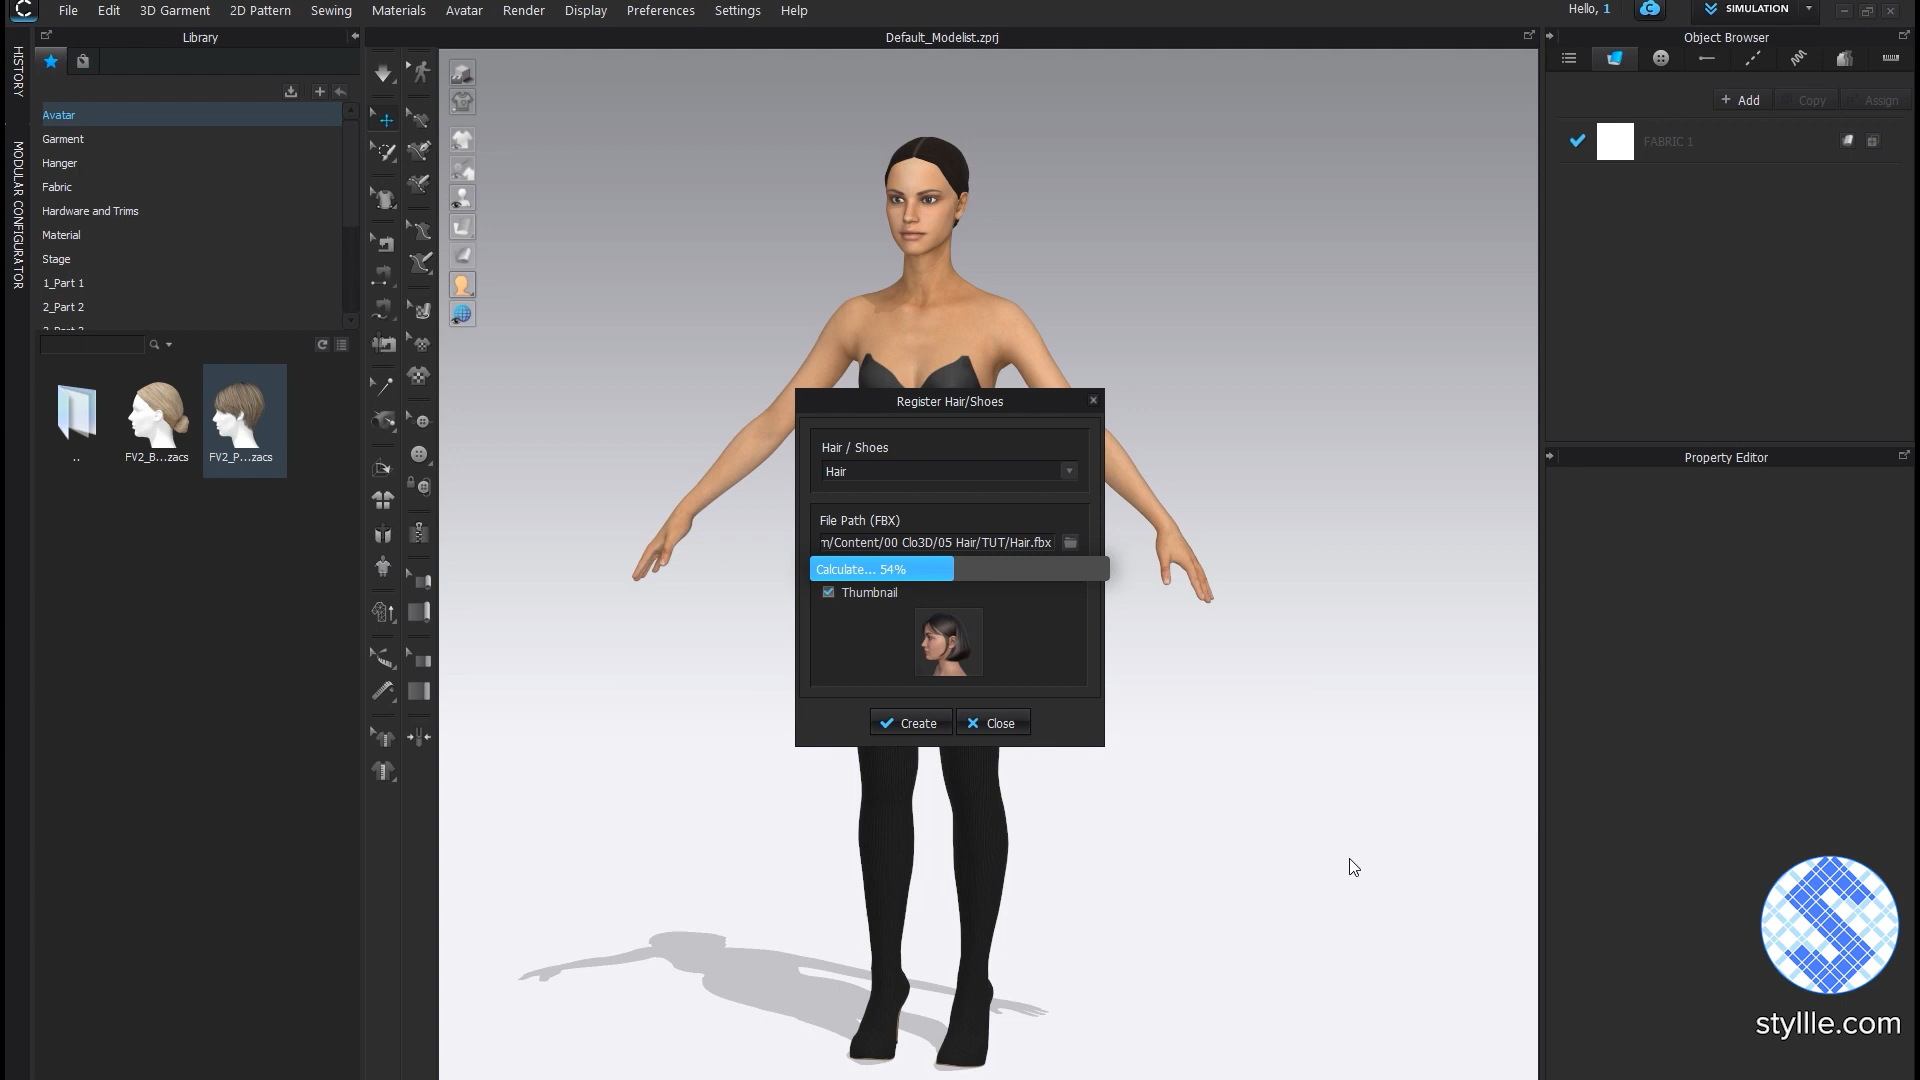 File Edit 3D Garment 2D Pattern Sewing Materials Avatar Render Display Preferences Settings Help
Hello, 1 SIMULATION
Library
Default_Modelist.zprj
Object Browser
HISTORY
MODULAR CONFIGURATOR
+ Add Copy Assign
FABRIC 1
Avatar
Garment
Hanger
Fabric
Hardware and Trims
Material
Stage
1_Part 1
2_Part 2
..
FV2_B...zacs
FV2_P...zacs
Register Hair/Shoes
Hair / Shoes
Hair
File Path (FBX)
n/Content/00 Clo3D/05 Hair/TUT/Hair.fbx
Calculate... 54%
Thumbnail
Create Close
Property Editor
styllle.com